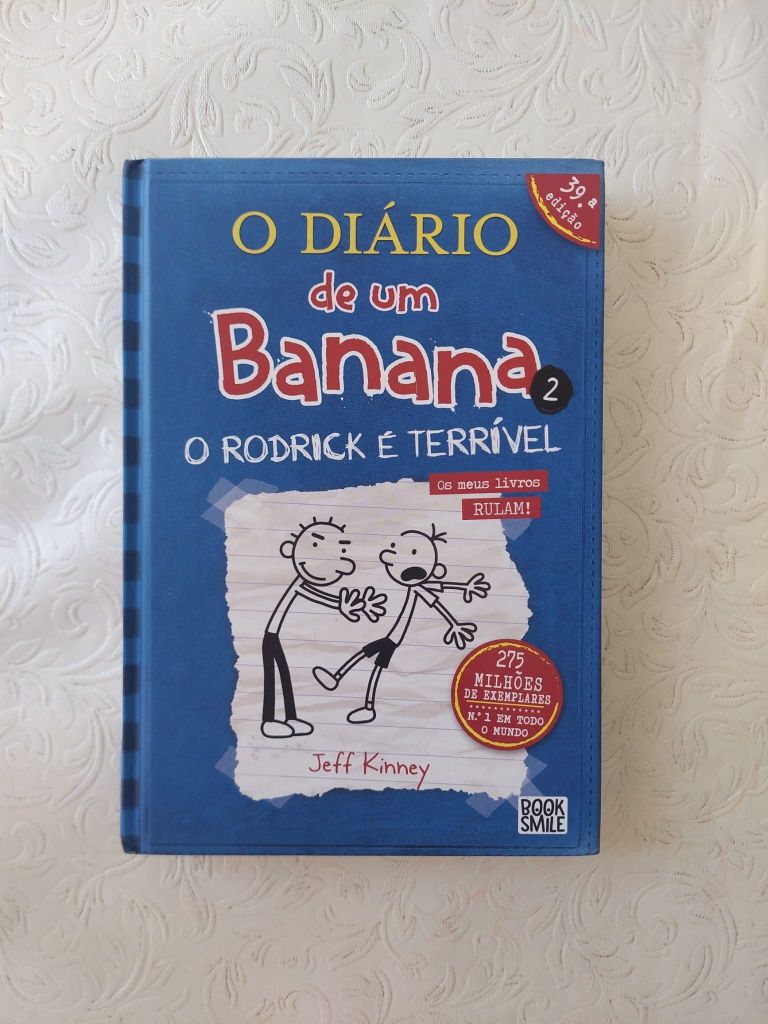 39.ª
edição
O DIÁRIO
de um
Banana
2
O RODRICK É TERRÍVEL
Os meus livros
RULAM!
275
MILHÕES
DE EXEMPLARES
N.º 1 EM TODO
O MUNDO
Jeff Kinney
BOOK
SMILE